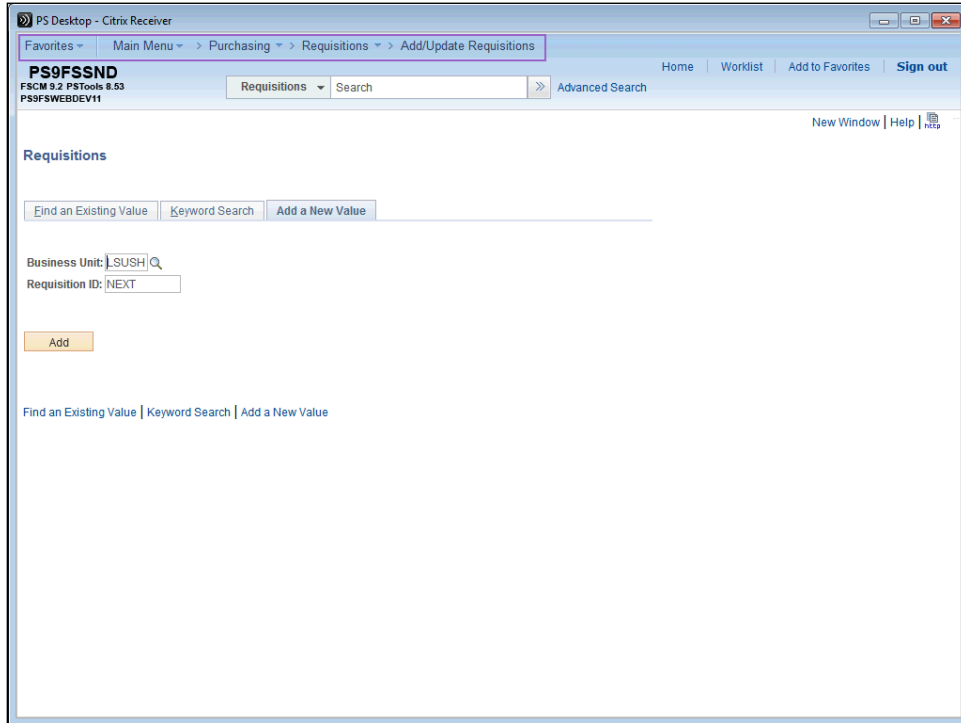 PS Desktop - Citrix Receiver
Favorites Main Menu > Purchasing > Requisitions > Add/Update Requisitions
PS9FSSND
FSCM 9.2 PSTools 8.53
PS9FSWEBDEV11
Home Worklist Add to Favorites Sign out
Requisitions Search Advanced Search
New Window | Help | http
Requisitions
Find an Existing Value Keyword Search Add a New Value
Business Unit: LSUSH
Requisition ID: NEXT
Add
Find an Existing Value | Keyword Search | Add a New Value